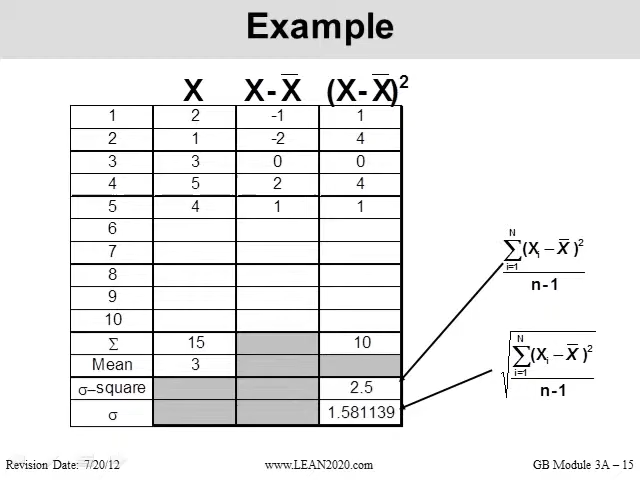 Example
X X - X̅ (X- X̅)²
1 2 -1 1
2 1 -2 4
3 3 0 0
4 5 2 4
5 4 1 1
6
7
8
9
10
Σ 15 10
Mean 3
σ–square 2.5
σ 1.581139
N
∑(Xᵢ – X̅ )²
i=1
n - 1
N
√∑(Xᵢ – X̅ )²
i=1
n - 1
Revision Date: 7/20/12 www.LEAN2020.com GB Module 3A – 15